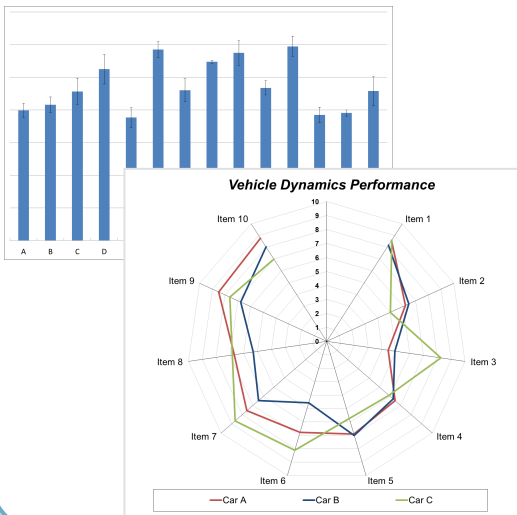 A B C D
Vehicle Dynamics Performance
10
9
8
7
6
5
4
3
2
1
0
Item 1
Item 2
Item 3
Item 4
Item 5
Item 6
Item 7
Item 8
Item 9
Item 10
Car A Car B Car C